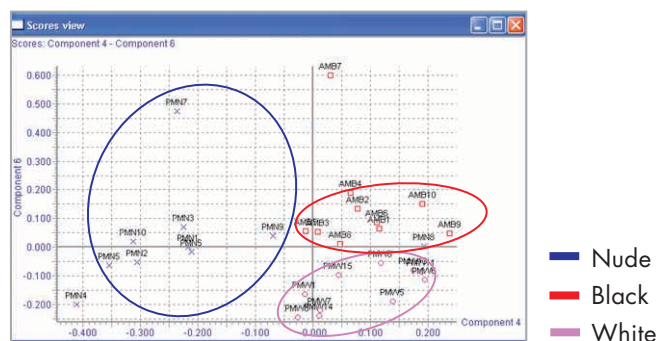 Scores view
Scores: Component 4 - Component 6
AMB7
0.600
0.500
PMN7
0.400
0.300
Component 6
0.200
AMB4
AMB10
AMB2
0.100
AMB6
PMN3
AMB3
AMB1
AMB9
PMN10
PMN1
PMN9
AMB8
PMN8
0.000
PMN5
PMN2
-0.100
PMW15
PMW1
PMW5
PMN4
-0.200
PMW7
PMW14
Component 4
-0.400
-0.300
-0.200
-0.100
0.000
0.100
0.200
Nude
Black
White